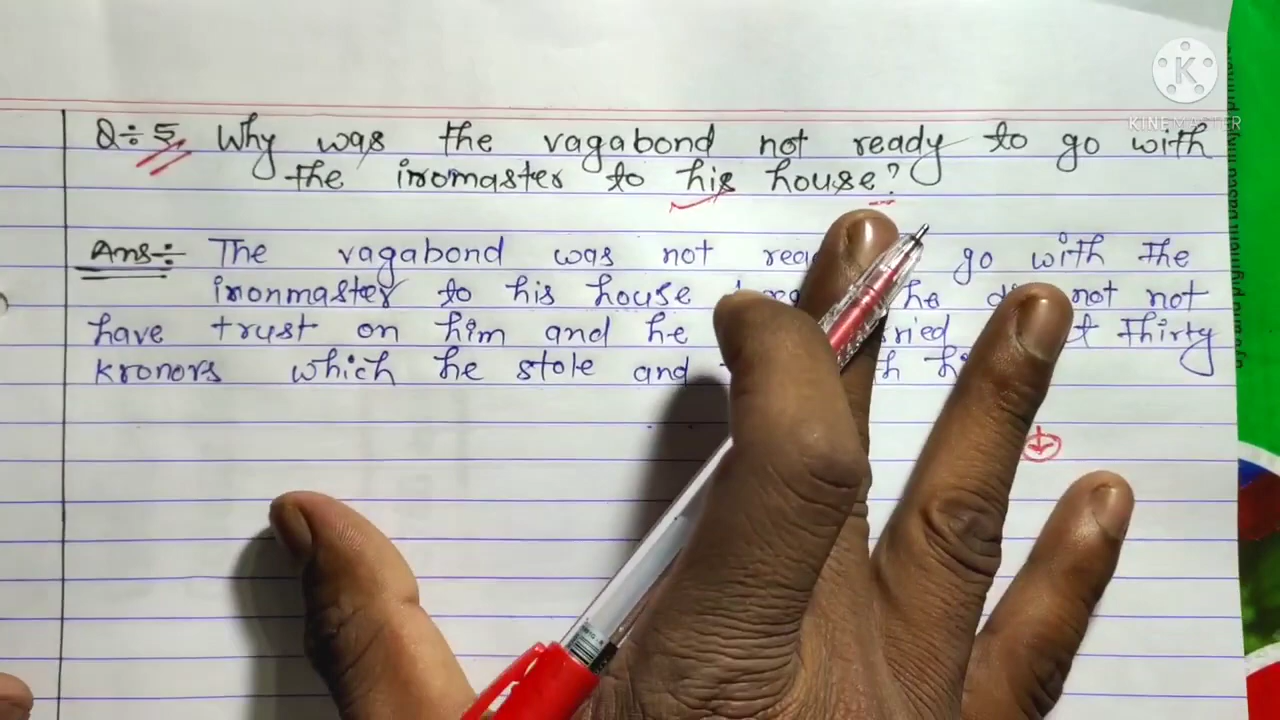 Q÷5 Why was the vagabond not ready to go with
the iromaster to his house?
Ans÷ The vagabond was not go with the
ironmaster to his house he not not
have trust on him and he thirty
kronors which he stole and
KINEMASTER